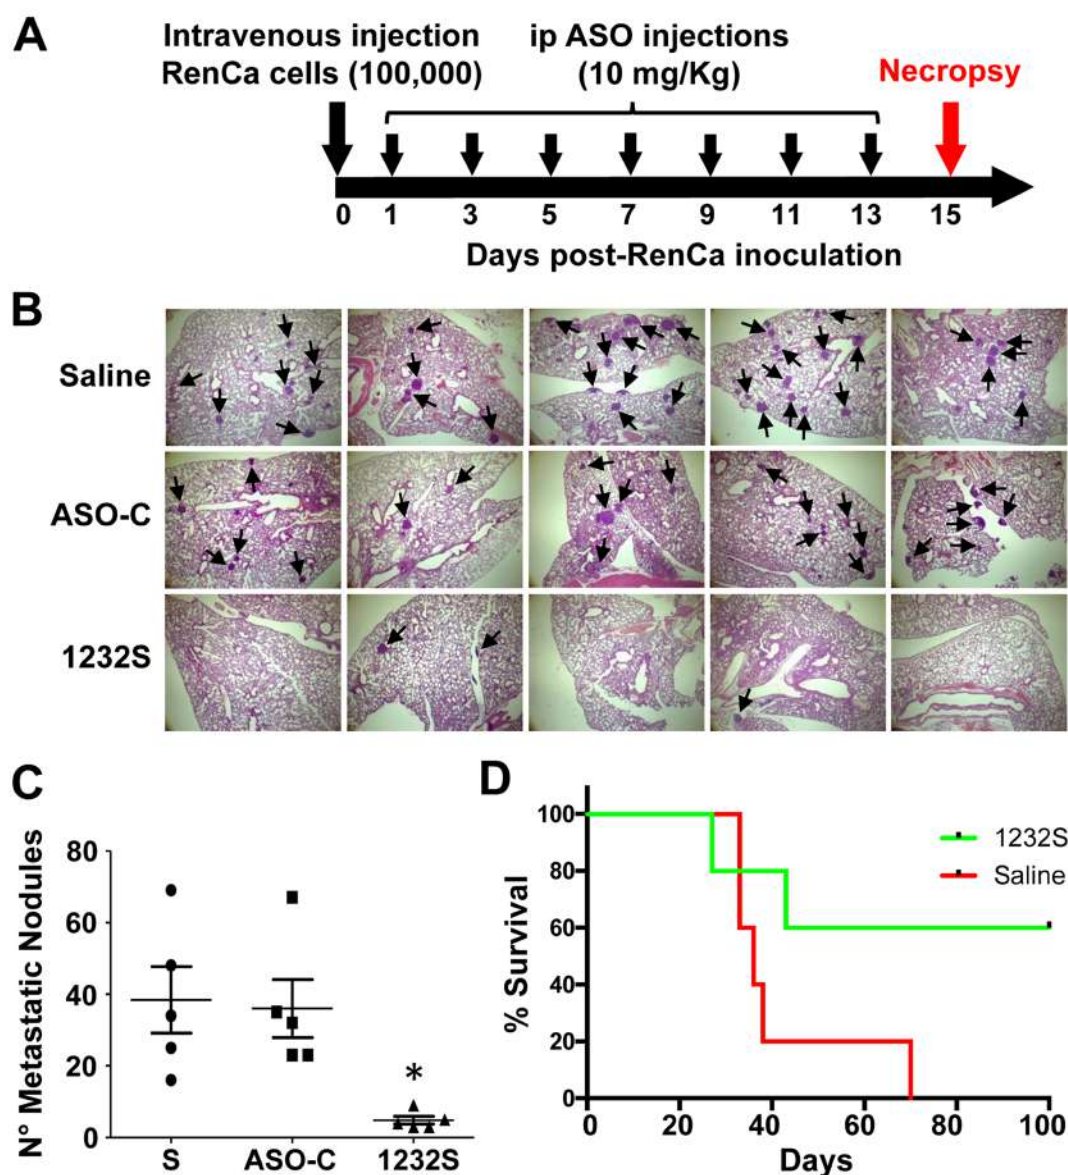 A
Intravenous injection
RenCa cells (100,000)
ip ASO injections
(10 mg/Kg)
Necropsy
0 1 3 5 7 9 11 13 15
Days post-RenCa inoculation
B
Saline
ASO-C
1232S
C
N° Metastatic Nodules
80
60
40
20
0
S ASO-C 1232S
*
D
% Survival
100
80
60
40
20
0
1232S
Saline
0 20 40 60 80 100
Days